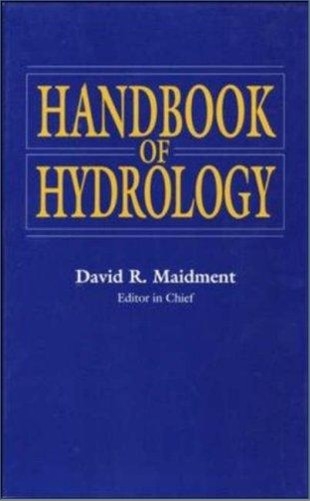 HANDBOOK
OF
HYDROLOGY
David R. Maidment
Editor in Chief